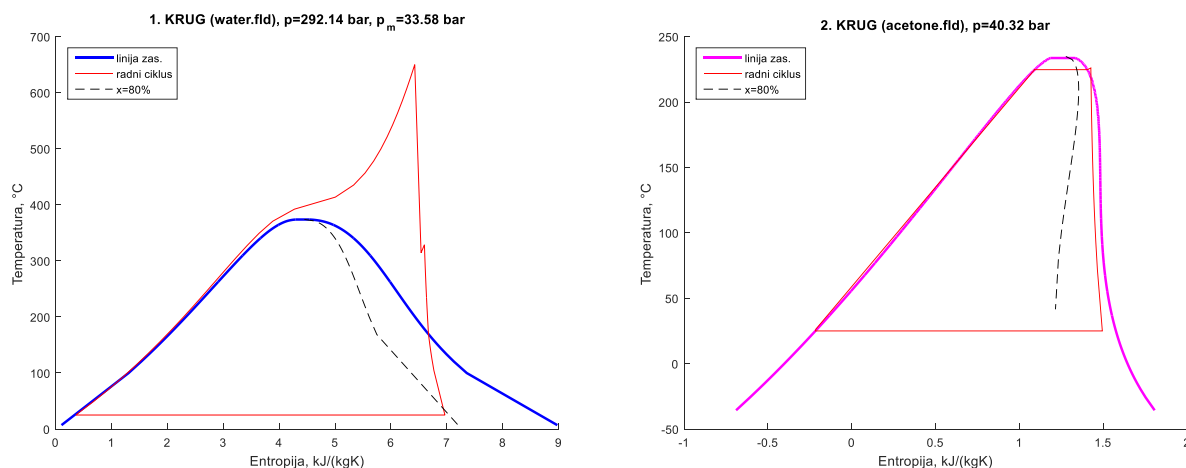 1. KRUG (water.fld), p=292.14 bar, pm=33.58 bar
700
600
500
400
300
200
100
0
Temperatura, °C
linija zas.
radni ciklus
x=80%
0 1 2 3 4 5 6 7 8 9
Entropija, kJ/(kgK)
2. KRUG (acetone.fld), p=40.32 bar
250
200
150
100
50
0
-50
Temperatura, °C
linija zas.
radni ciklus
x=80%
-1 -0.5 0 0.5 1 1.5 2
Entropija, kJ/(kgK)